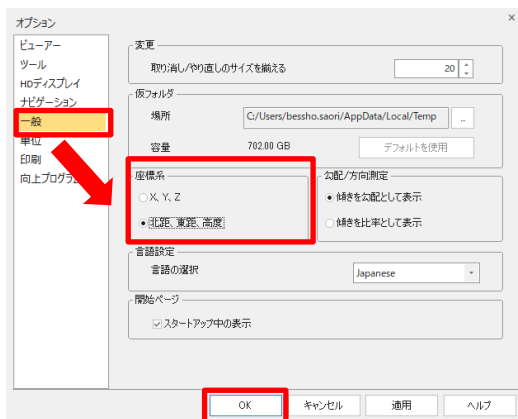 オプション
×
ビューアー
ツール
HDディスプレイ
ナビゲーション
一般
単位
印刷
向上プログラ
変更
取り消し/やり直しのサイズを揃える
20
仮フォルダ
場所
C:/Users/bessho.saori/AppData/Local/Temp
...
容量
702.00 GB
デフォルトを使用
座標系
X, Y, Z
北距、東距、高度
勾配/方向測定
傾きを勾配として表示
傾きを比率として表示
言語設定
言語の選択
Japanese
開始ページ
スタートアップ中の表示
OK
キャンセル
適用
ヘルプ